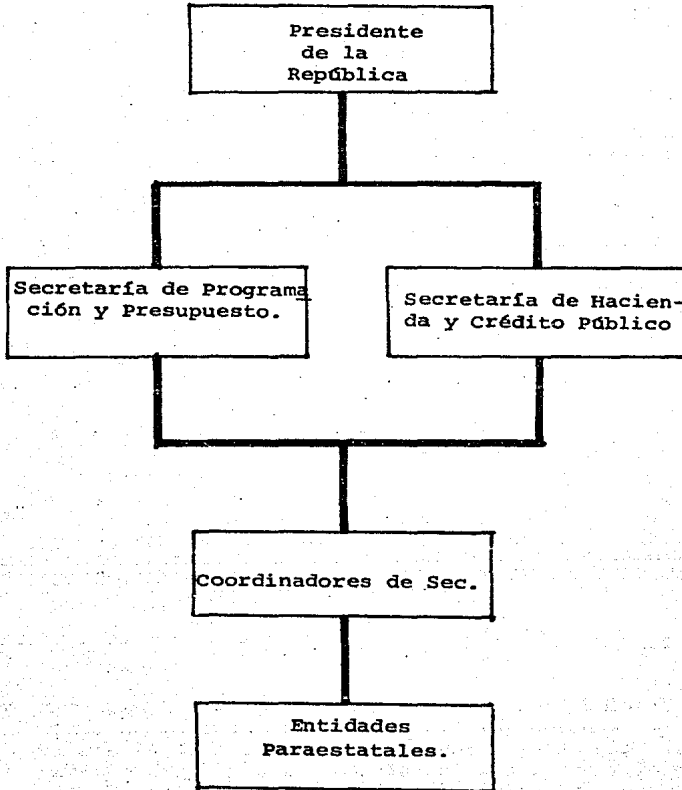 Presidente
de la
República
Secretaría de Programa
ción y Presupuesto.
Secretaría de Hacien-
da y Crédito Público
Coordinadores de Sec.
Entidades
Paraestatales.